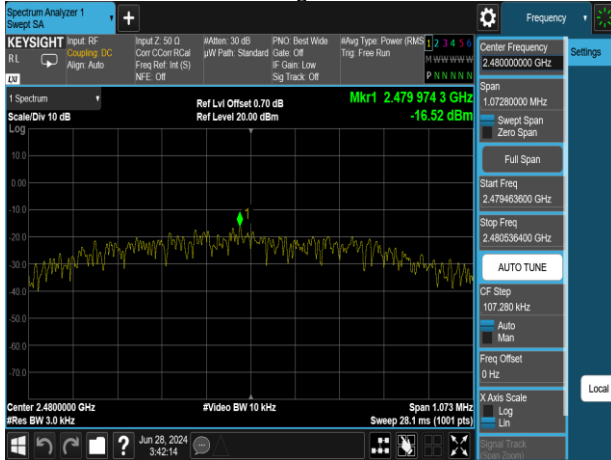 Spectrum Analyzer 1
Swept SA
+
Frequency
KEYSIGHT
RL
LXI
Input: RF
Coupling: DC
Align: Auto
Input Z: 50 Ω
Corr CCorr RCal
Freq Ref: Int (S)
NFE: Off
#Atten: 30 dB
µW Path: Standard
PNO: Best Wide
Gate: Off
IF Gain: Low
Sig Track: Off
#Avg Type: Power (RMS
Trig: Free Run
1 2 3 4 5 6
M W W W W W
P N N N N N
1 Spectrum
Scale/Div 10 dB
Ref Lvl Offset 0.70 dB
Ref Level 20.00 dBm
Mkr1 2.479 974 3 GHz
-16.52 dBm
Log
10.0
0.00
-10.0
-20.0
-30.0
-40.0
-50.0
-60.0
-70.0
1
Center 2.4800000 GHz
#Res BW 3.0 kHz
#Video BW 10 kHz
Span 1.073 MHz
Sweep 28.1 ms (1001 pts)
Jun 28, 2024
3:42:14
?
Center Frequency
2.480000000 GHz
Settings
Span
1.07280000 MHz
Swept Span
Zero Span
Full Span
Start Freq
2.479463600 GHz
Stop Freq
2.480536400 GHz
AUTO TUNE
CF Step
107.280 kHz
Auto
Man
Freq Offset
0 Hz
X Axis Scale
Log
Lin
Local
Signal Track
(Span Zoom)